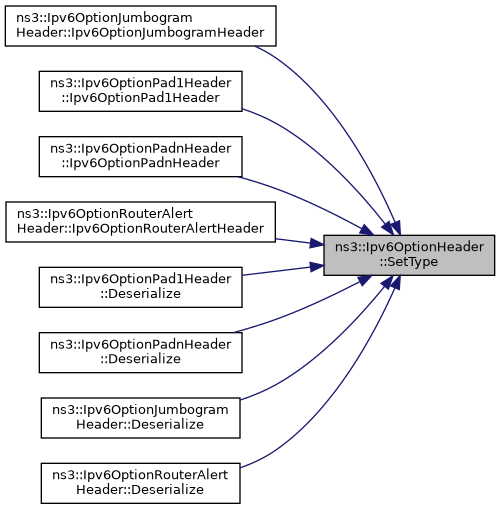 ns3::Ipv6OptionJumbogram
Header::Ipv6OptionJumbogramHeader
ns3::Ipv6OptionPad1Header
::Ipv6OptionPad1Header
ns3::Ipv6OptionPadnHeader
::Ipv6OptionPadnHeader
ns3::Ipv6OptionRouterAlert
Header::Ipv6OptionRouterAlertHeader
ns3::Ipv6OptionHeader
::SetType
ns3::Ipv6OptionPad1Header
::Deserialize
ns3::Ipv6OptionPadnHeader
::Deserialize
ns3::Ipv6OptionJumbogram
Header::Deserialize
ns3::Ipv6OptionRouterAlert
Header::Deserialize